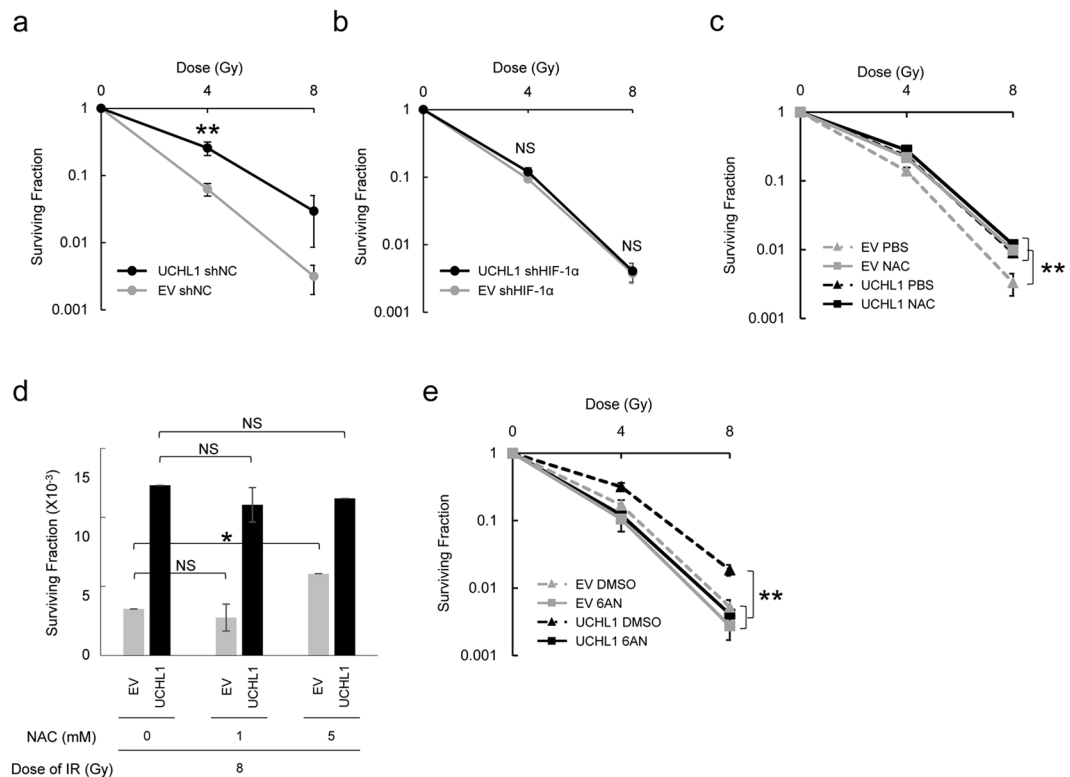 a
Dose (Gy)
0 4 8
1
0.1
0.01
0.001
Surviving Fraction
**
UCHL1 shNC
EV shNC
b
Dose (Gy)
0 4 8
1
0.1
0.01
0.001
Surviving Fraction
NS
NS
UCHL1 shHIF-1α
EV shHIF-1α
c
Dose (Gy)
0 4 8
1
0.1
0.01
0.001
Surviving Fraction
EV PBS
EV NAC
UCHL1 PBS
UCHL1 NAC
**
d
NS
NS
*
NS
15
10
5
0
Surviving Fraction (X10⁻³)
EV UCHL1 EV UCHL1 EV UCHL1
NAC (mM) 0 1 5
Dose of IR (Gy) 8
e
Dose (Gy)
0 4 8
1
0.1
0.01
0.001
Surviving Fraction
EV DMSO
EV 6AN
UCHL1 DMSO
UCHL1 6AN
**